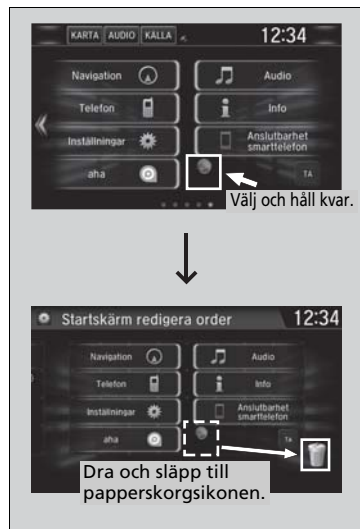 KARTA AUDIO KÄLLA 12:34
Navigation Audio
Telefon Info
Inställningar Anslutbarhet
smarttelefon
aha TA
Välj och håll kvar.
Startskärm redigera order 12:34
Navigation Audio
Telefon Info
Inställningar Anslutbarhet
smarttelefon
aha TA
Dra och släpp till
papperskorgsikonen.